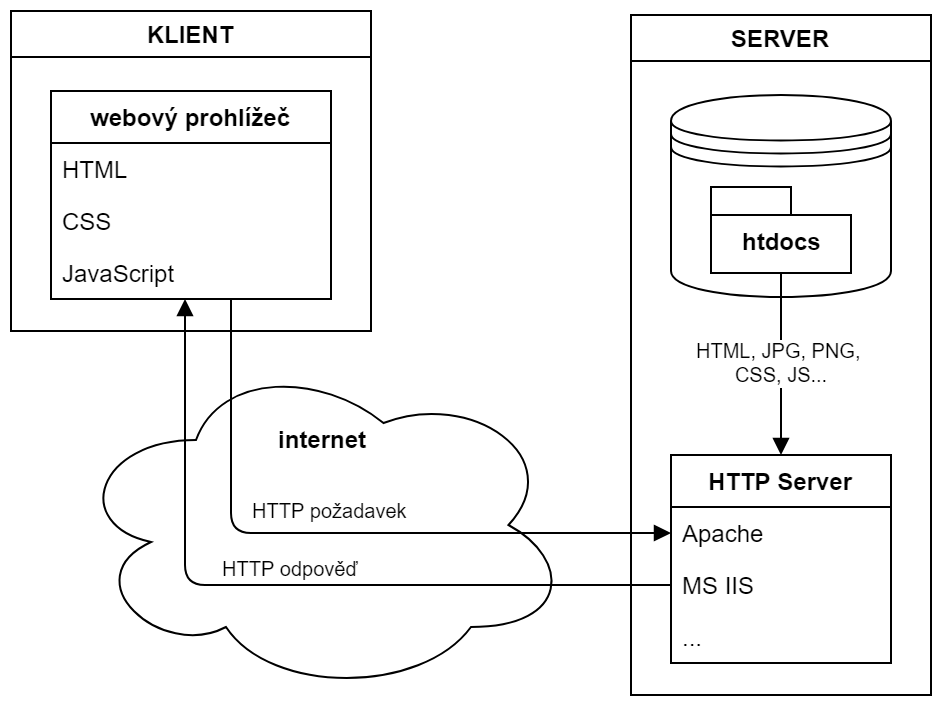 KLIENT
webový prohlížeč
HTML
CSS
JavaScript
SERVER
htdocs
HTML, JPG, PNG,
CSS, JS...
internet
HTTP požadavek
HTTP odpověď
HTTP Server
Apache
MS IIS
...